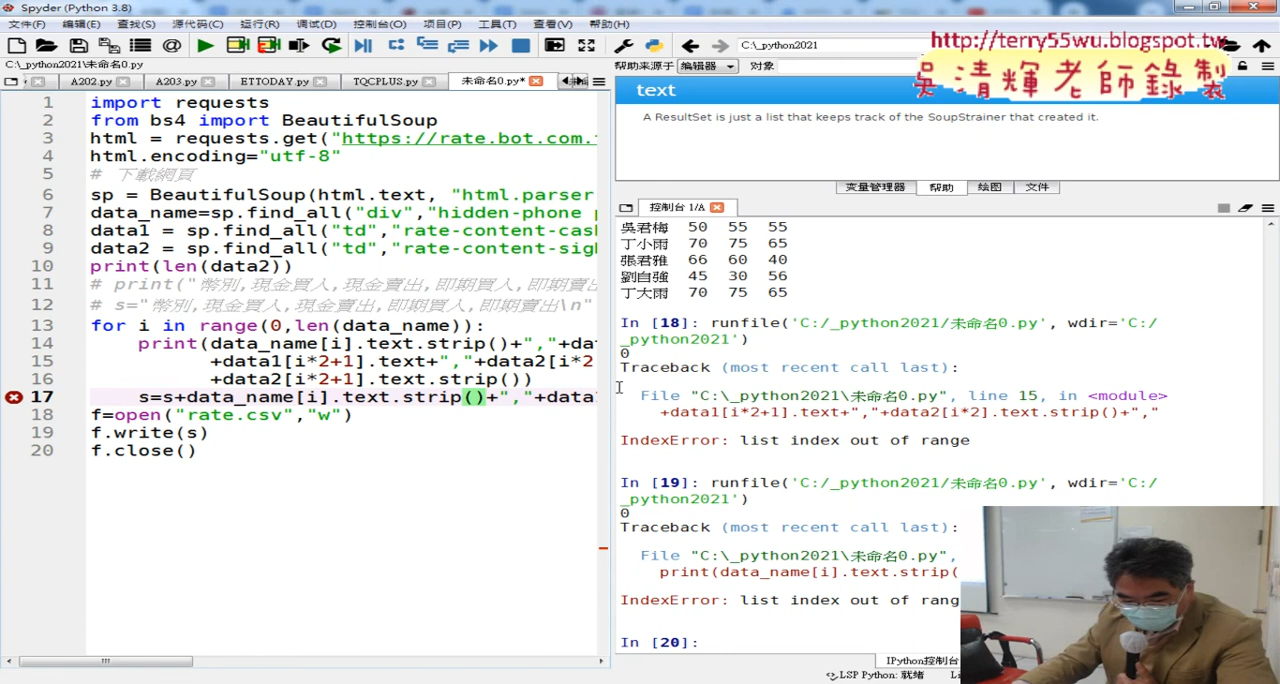 Spyder (Python 3.8)
文件(F) 编辑(E) 查找(S) 源代码(C) 运行(R) 调试(D) 控制台(O) 项目(P) 工具(T) 查看(V) 帮助(H)
C:\_python2021
http://terry55wu.blogspot.tw
吳清輝老師錄製
C:\_python2021\未命名0.py
帮助来源于 编辑器 对象
A202.py A203.py ETTODAY.py TQCPLUS.py 未命名0.py*
1 import requests
2 from bs4 import BeautifulSoup
3 html = requests.get("https://rate.bot.com.
4 html.encoding="utf-8"
5 # 下載網頁
6 sp = BeautifulSoup(html.text, "html.parser
7 data_name=sp.find_all("div","hidden-phone p
8 data1 = sp.find_all("td","rate-content-cas
9 data2 = sp.find_all("td","rate-content-sigh
10 print(len(data2))
11 # print("幣別,現金買入,現金賣出,即期買入,即期賣出
12 # s="幣別,現金買入,現金賣出,即期買入,即期賣出\n"
13 for i in range(0,len(data_name)):
14 print(data_name[i].text.strip()+","+da
15 +data1[i*2+1].text+","+data2[i*2
16 +data2[i*2+1].text.strip())
17 s=s+data_name[i].text.strip()+","+data
18 f=open("rate.csv","w")
19 f.write(s)
20 f.close()
text
A ResultSet is just a list that keeps track of the SoupStrainer that created it.
变量管理器 帮助 绘图 文件
控制台 1/A
吳君梅 50 55 55
丁小雨 70 75 65
張君雅 66 60 40
劉自強 45 30 56
丁大雨 70 75 65
In [18]: runfile('C:/_python2021/未命名0.py', wdir='C:/
_python2021')
0
Traceback (most recent call last):
File "C:\_python2021\未命名0.py", line 15, in <module>
+data1[i*2+1].text+","+data2[i*2].text.strip()+","
IndexError: list index out of range
In [19]: runfile('C:/_python2021/未命名0.py', wdir='C:/
_python2021')
0
Traceback (most recent call last):
File "C:\_python2021\未命名0.py",
print(data_name[i].text.strip(
IndexError: list index out of rang
In [20]:
IPython控制台
LSP Python: 就绪